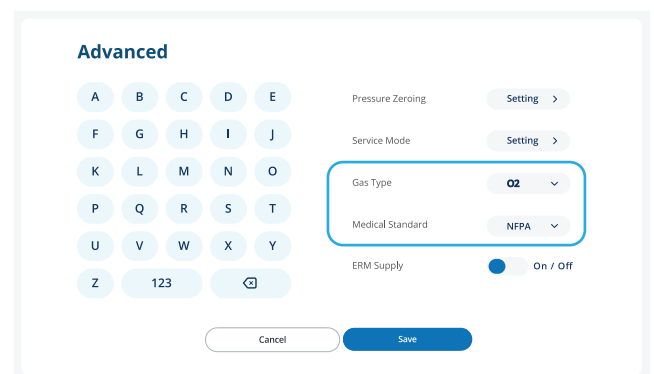 Advanced
A B C D E
F G H I J
K L M N O
P Q R S T
U V W X Y
Z 123
Pressure Zeroing Setting
Service Mode Setting
Gas Type O2
Medical Standard NFPA
ERM Supply On / Off
Cancel Save